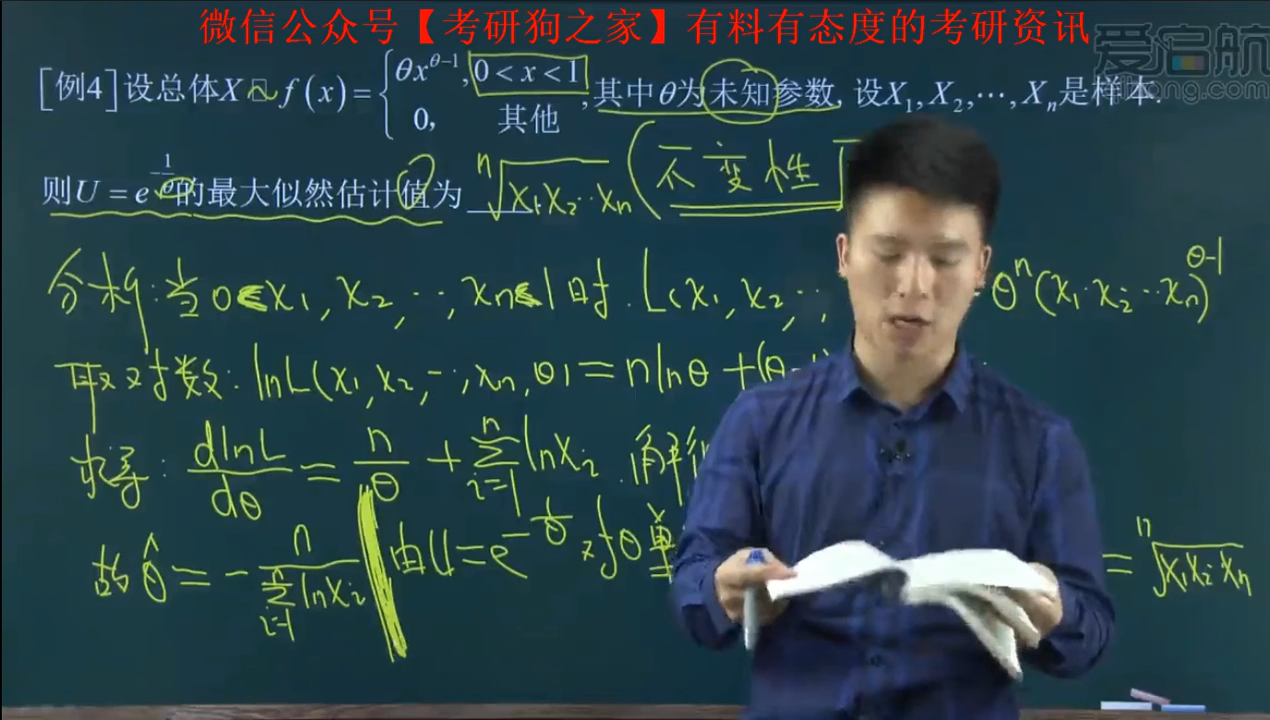 微信公众号【考研狗之家】有料有态度的考研资讯
爱启航
[例4]设总体X~f(x)={θx^{θ-1}, 0<x<1, 其中θ为未知参数, 设X₁,X₂,⋯,Xₙ是样本.
0, 其他
则U=e^{-1/θ}的最大似然估计值为 ⁿ√(x₁x₂⋯xₙ) (不变性
分析:当0<x₁,x₂,⋯,xₙ<1时.L(x₁,x₂,⋯, θⁿ(x₁·x₂⋯xₙ)^{θ-1}
取对数:lnL(x₁,x₂,⋯,xₙ,θ)=nlnθ+(θ-1)
求导:dlnL/dθ=n/θ+∑_{i=1}^{n}lnxᵢ.解得
故θ̂=-n/∑_{i=1}^{n}lnxᵢ 由U=e^{-1/θ}对θ单 =ⁿ√(x₁x₂⋯xₙ)